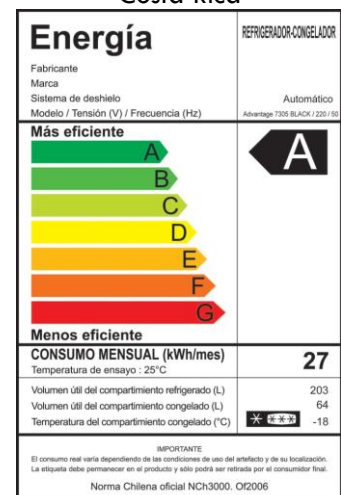 Costa Rica
Energía
REFRIGERADOR-CONGELADOR
Fabricante
Marca
Sistema de deshielo Automático
Modelo / Tensión (V) / Frecuencia (Hz) Advantage 7305 BLACK / 220 / 50
Más eficiente
A
A
B
C
D
E
F
G
Menos eficiente
CONSUMO MENSUAL (kWh/mes) 27
Temperatura de ensayo : 25°C
Volumen útil del compartimiento refrigerado (L) 203
Volumen útil del compartimiento congelado (L) 64
Temperatura del compartimiento congelado (°C) -18
IMPORTANTE
El consumo real varía dependiendo de las condiciones de uso del artefacto y de su localización.
La etiqueta debe permanecer en el producto y sólo podrá ser retirada por el consumidor final.
Norma Chilena oficial NCh3000. Of2006